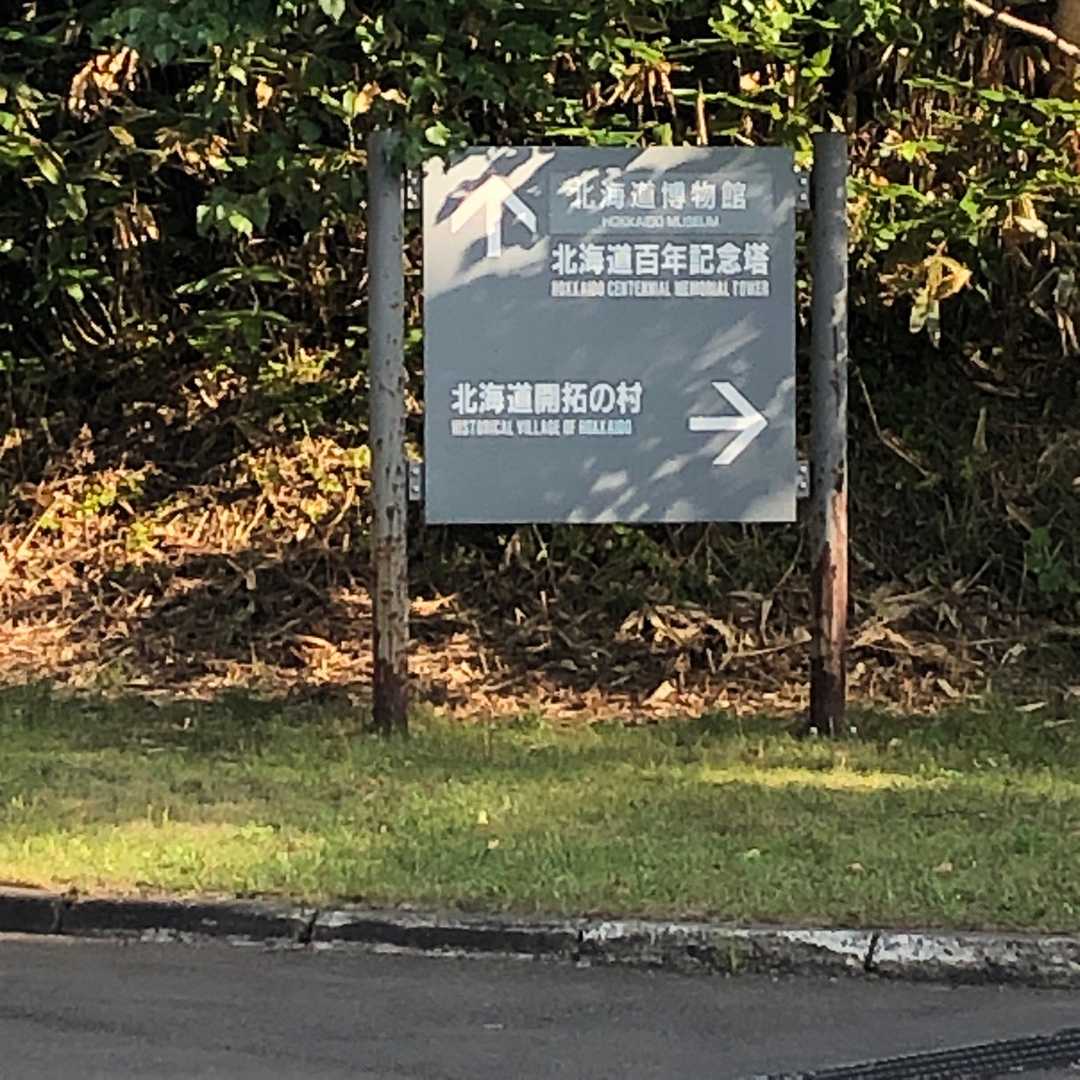 北海道博物館
HOKKAIDO MUSEUM
北海道百年記念塔
HOKKAIDO CENTENNIAL MEMORIAL TOWER
北海道開拓の村
HISTORICAL VILLAGE OF HOKKAIDO